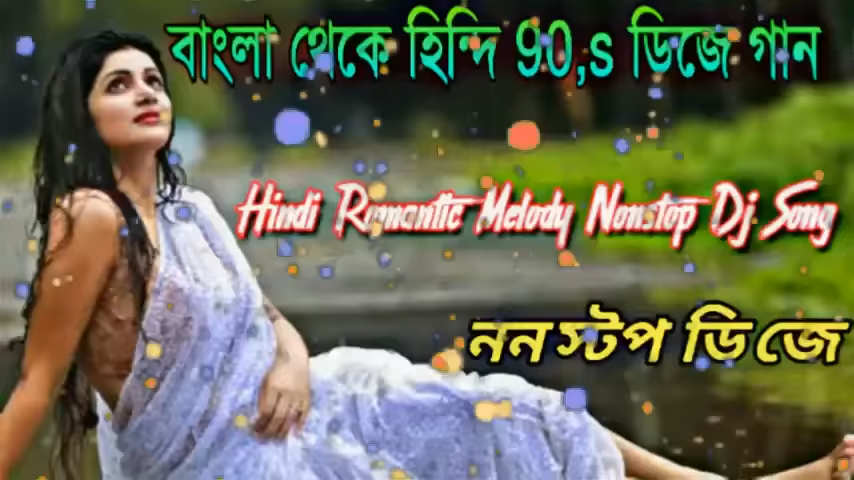 বাংলা থেকে হিন্দি 90,s ডিজে গান
Hindi Romantic Melody Nonstop Dj Song
ননস্টপ ডিজে